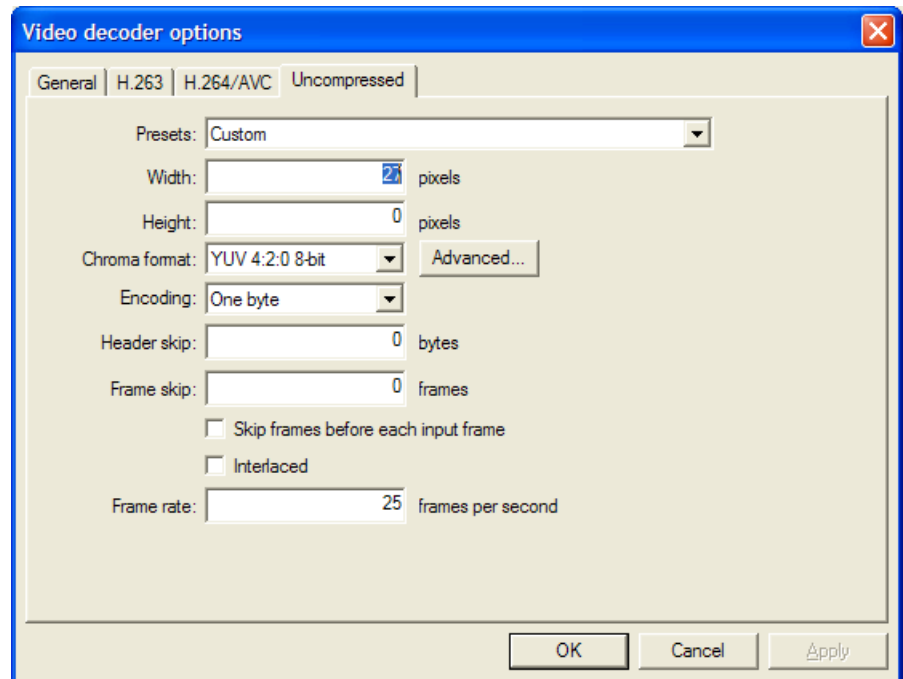 Video decoder options
General H.263 H.264/AVC Uncompressed
Presets: Custom
Width: 27 pixels
Height: 0 pixels
Chroma format: YUV 4:2:0 8-bit Advanced...
Encoding: One byte
Header skip: 0 bytes
Frame skip: 0 frames
Skip frames before each input frame
Interlaced
Frame rate: 25 frames per second
OK Cancel Apply